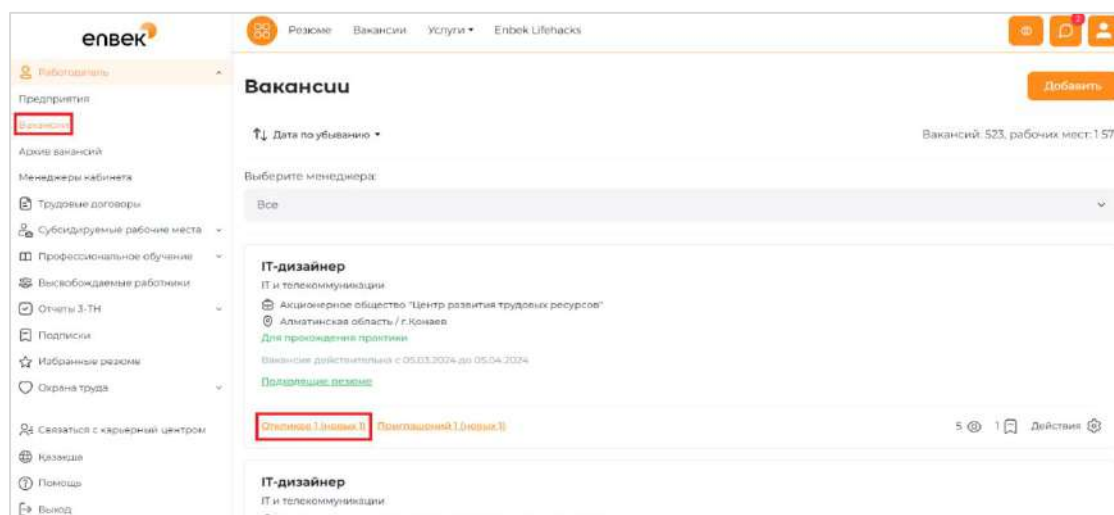 enbek
Резюме Вакансии Услуги Enbek Lifehacks
Работодатель
Предприятия
Вакансии
Архив вакансий
Менеджеры кабинета
Трудовые договоры
Субсидируемые рабочие места
Профессиональное обучение
Высвобождаемые работники
Отчеты 3-ТН
Подписки
Избранные резюме
Охрана труда
Связаться с карьерный центром
Қазақша
Помощь
Выход
Вакансии
Добавить
Дата по убыванию
Вакансий: 523, рабочих мест: 157
Выберите менеджера:
Все
IT-дизайнер
IT и телекоммуникации
Акционерное общество "Центр развития трудовых ресурсов"
Алматинская область / г.Қонаев
Для прохождения практики
Вакансия действительна с 05.03.2024 до 05.04.2024
Подходящие резюме
Откликов 1 (новых 1) Приглашений 1 (новых 1)
5 1 Действия
IT-дизайнер
IT и телекоммуникации